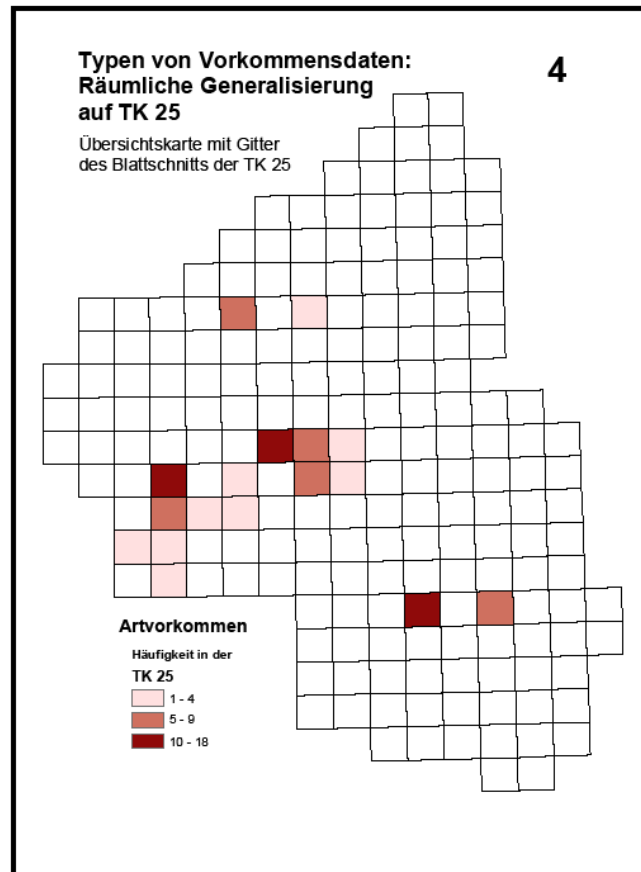 Typen von Vorkommensdaten:
Räumliche Generalisierung
auf TK 25
4
Übersichtskarte mit Gitter
des Blattschnitts der TK 25
Artvorkommen
Häufigkeit in der
TK 25
1 - 4
5 - 9
10 - 18